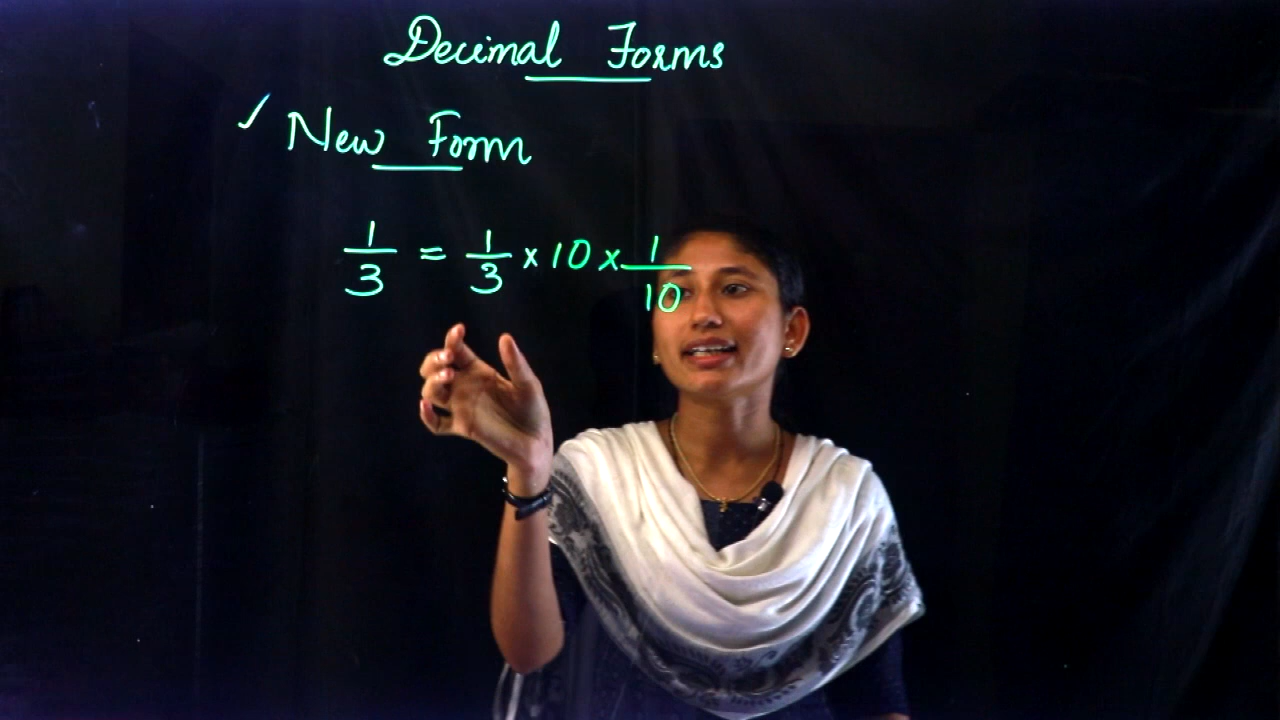 Decimal Forms
✓ New Form
1/3 = 1/3 × 10 × 1/10